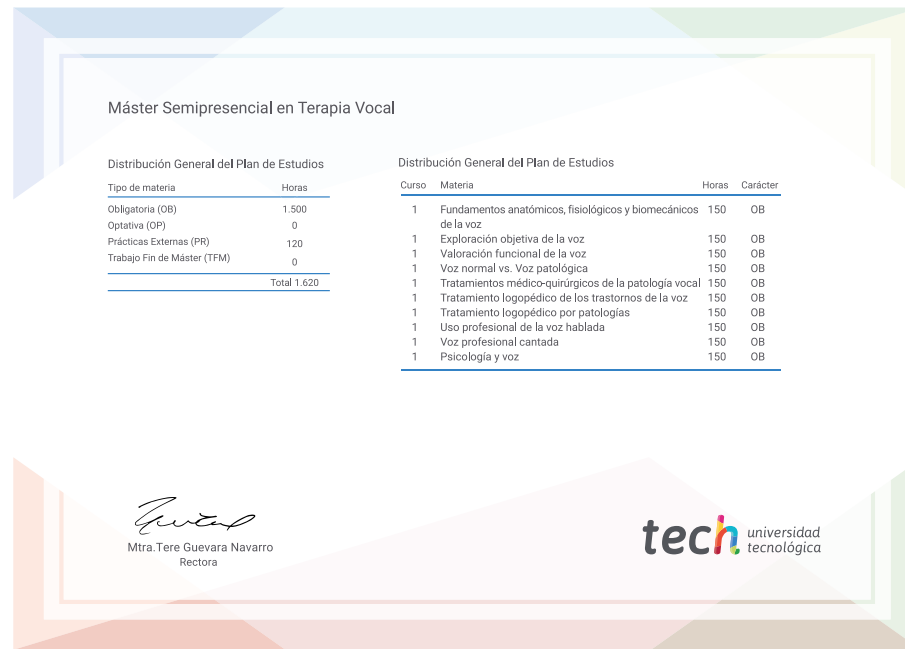 Máster Semipresencial en Terapia Vocal
Distribución General del Plan de Estudios
Tipo de materia Horas
Obligatoria (OB) 1.500
Optativa (OP) 0
Prácticas Externas (PR) 120
Trabajo Fin de Máster (TFM) 0
Total 1.620
Distribución General del Plan de Estudios
Curso Materia Horas Carácter
1 Fundamentos anatómicos, fisiológicos y biomecánicos 150 OB
de la voz
1 Exploración objetiva de la voz 150 OB
1 Valoración funcional de la voz 150 OB
1 Voz normal vs. Voz patológica 150 OB
1 Tratamientos médico-quirúrgicos de la patología vocal 150 OB
1 Tratamiento logopédico de los trastornos de la voz 150 OB
1 Tratamiento logopédico por patologías 150 OB
1 Uso profesional de la voz hablada 150 OB
1 Voz profesional cantada 150 OB
1 Psicología y voz 150 OB
Mtra.Tere Guevara Navarro
Rectora
tech universidad
tecnológica